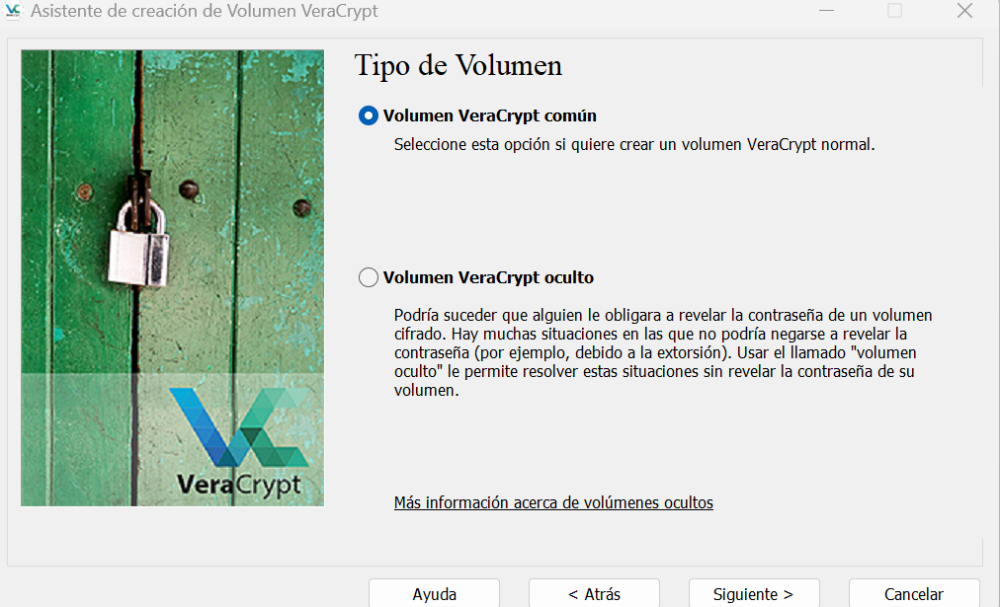 Asistente de creación de Volumen VeraCrypt
Tipo de Volumen
Volumen VeraCrypt común
Seleccione esta opción si quiere crear un volumen VeraCrypt normal.
Volumen VeraCrypt oculto
Podría suceder que alguien le obligara a revelar la contraseña de un volumen
cifrado. Hay muchas situaciones en las que no podría negarse a revelar la
contraseña (por ejemplo, debido a la extorsión). Usar el llamado "volumen
oculto" le permite resolver estas situaciones sin revelar la contraseña de su
volumen.
VeraCrypt
Más información acerca de volúmenes ocultos
Ayuda
< Atrás
Siguiente >
Cancelar